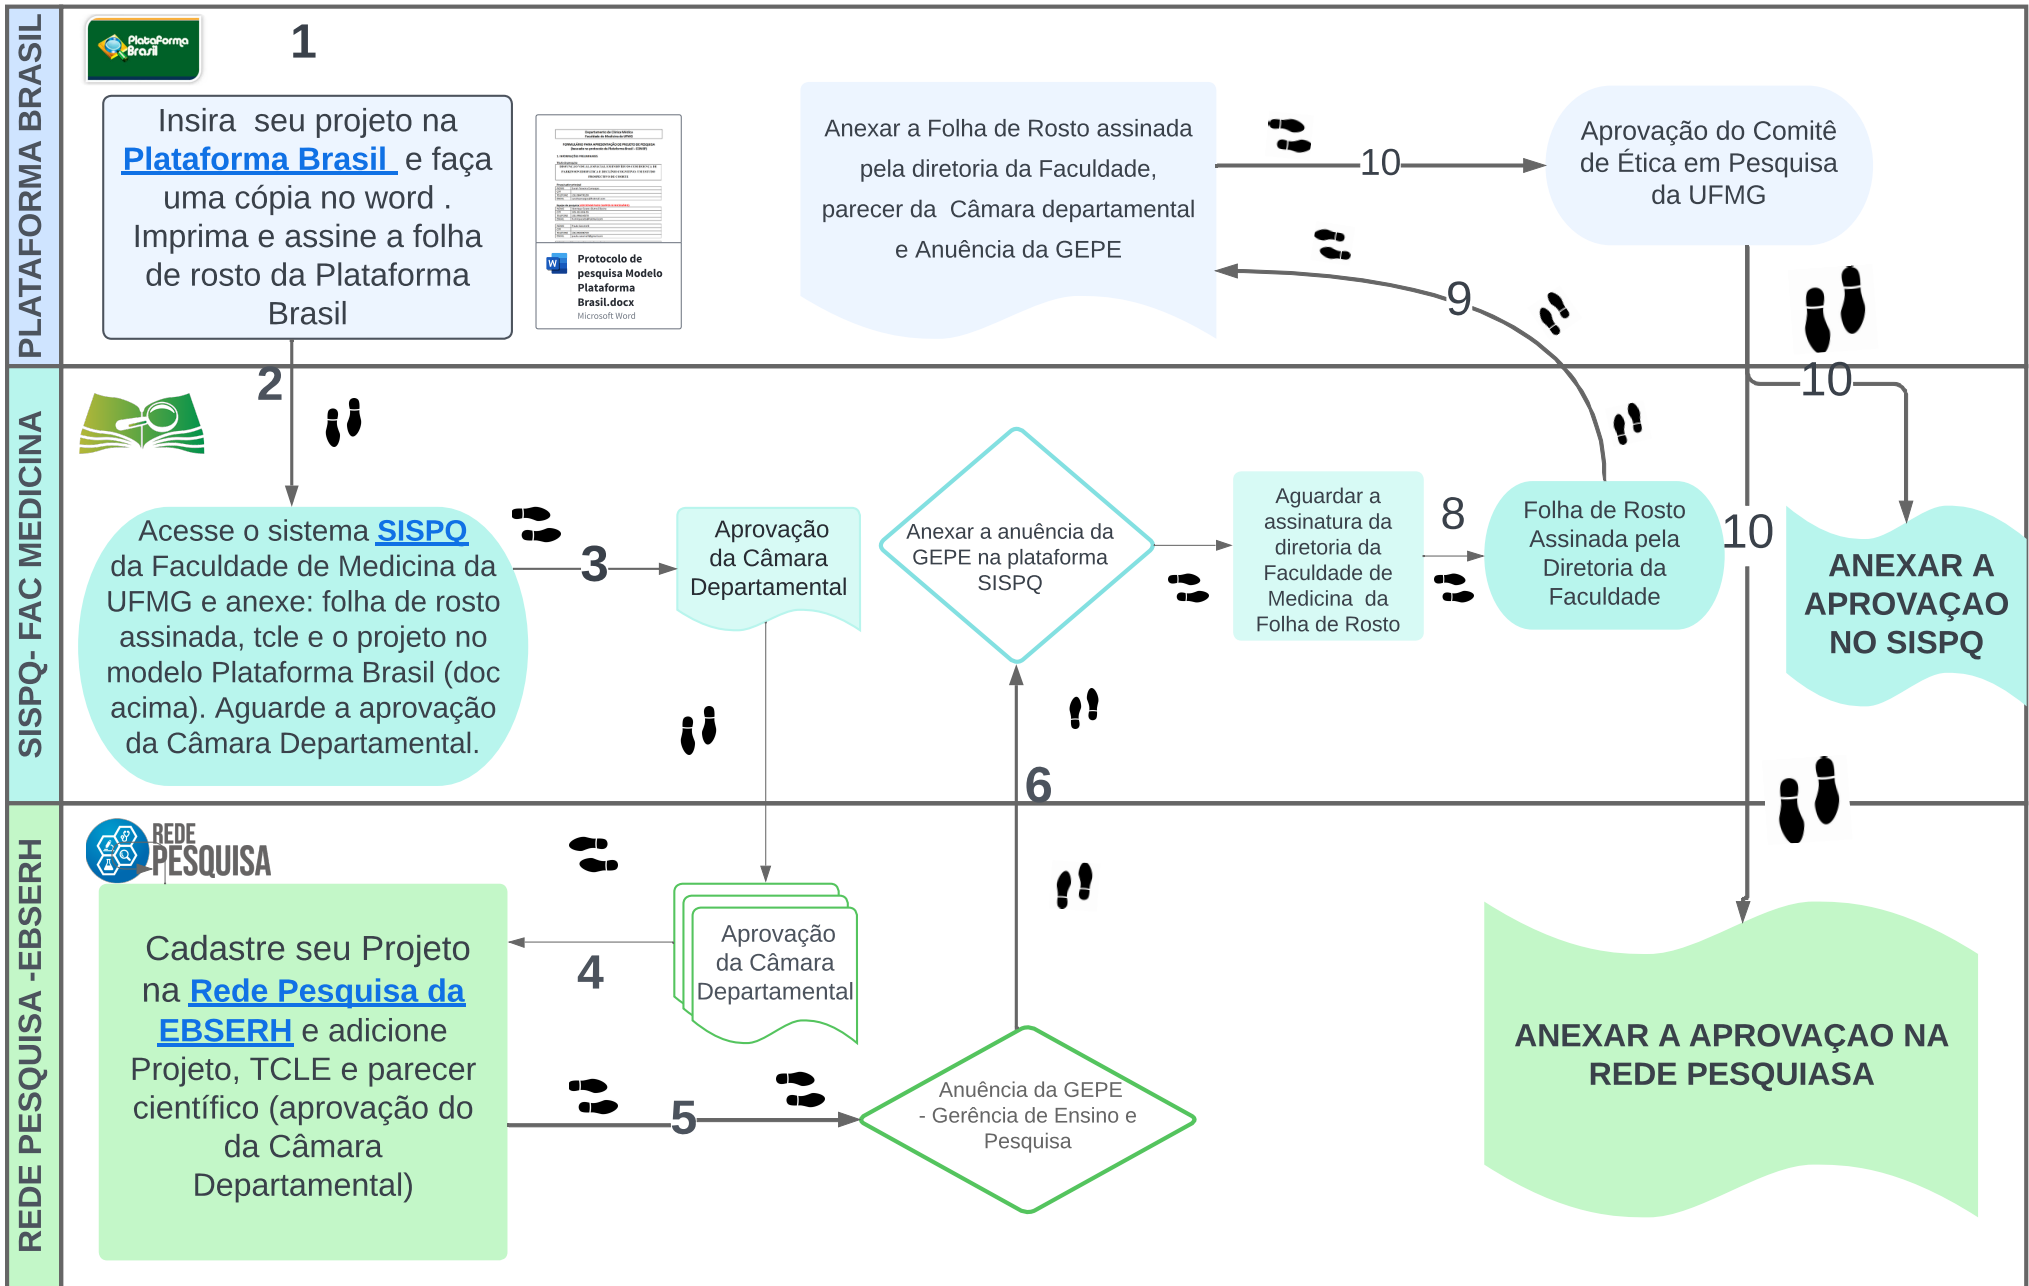 PLATAFORMA BRASIL
Plataforma
Brasil
1
Insira  seu projeto na
Plataforma Brasil  e faça
uma cópia no word .
Imprima e assine a folha
de rosto da Plataforma
Brasil
Protocolo de
pesquisa Modelo
Plataforma
Brasil.docx
Microsoft Word
Anexar a Folha de Rosto assinada
pela diretoria da Faculdade,
parecer da  Câmara departamental
e Anuência da GEPE
10
Aprovação do Comitê
de Ética em Pesquisa
da UFMG
9
10
2
SISPQ- FAC MEDICINA
Acesse o sistema SISPQ
da Faculdade de Medicina da
UFMG e anexe: folha de rosto
assinada, tcle e o projeto no
modelo Plataforma Brasil (doc
acima). Aguarde a aprovação
da Câmara Departamental.
3
Aprovação
da Câmara
Departamental
Anexar a anuência da
GEPE na plataforma
SISPQ
Aguardar a
assinatura da
diretoria da
Faculdade de
Medicina  da
Folha de Rosto
8
Folha de Rosto
Assinada pela
Diretoria da
Faculdade
10
ANEXAR A
APROVAÇAO
NO SISPQ
6
REDE PESQUISA -EBSERH
REDE
PESQUISA
Cadastre seu Projeto
na Rede Pesquisa da
EBSERH e adicione
Projeto, TCLE e parecer
científico (aprovação do
da Câmara
Departamental)
4
Aprovação
da Câmara
Departamental
5
Anuência da GEPE
- Gerência de Ensino e
Pesquisa
ANEXAR A APROVAÇAO NA
REDE PESQUIASA